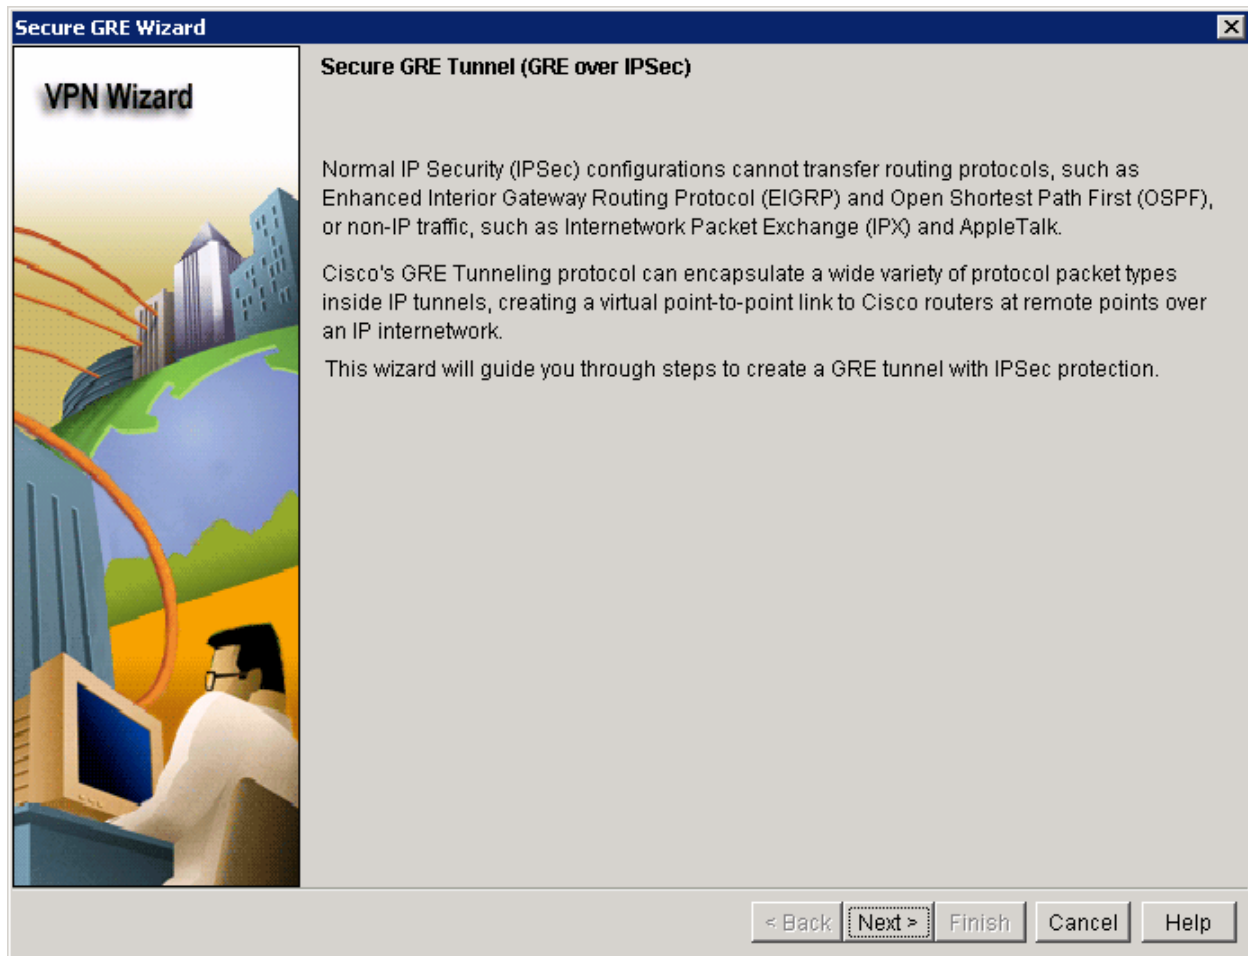 Secure GRE Wizard
VPN Wizard
Secure GRE Tunnel (GRE over IPSec)
Normal IP Security (IPSec) configurations cannot transfer routing protocols, such as
Enhanced Interior Gateway Routing Protocol (EIGRP) and Open Shortest Path First (OSPF),
or non-IP traffic, such as Internetwork Packet Exchange (IPX) and AppleTalk.
Cisco's GRE Tunneling protocol can encapsulate a wide variety of protocol packet types
inside IP tunnels, creating a virtual point-to-point link to Cisco routers at remote points over
an IP internetwork.
This wizard will guide you through steps to create a GRE tunnel with IPSec protection.
< Back Next > Finish Cancel Help